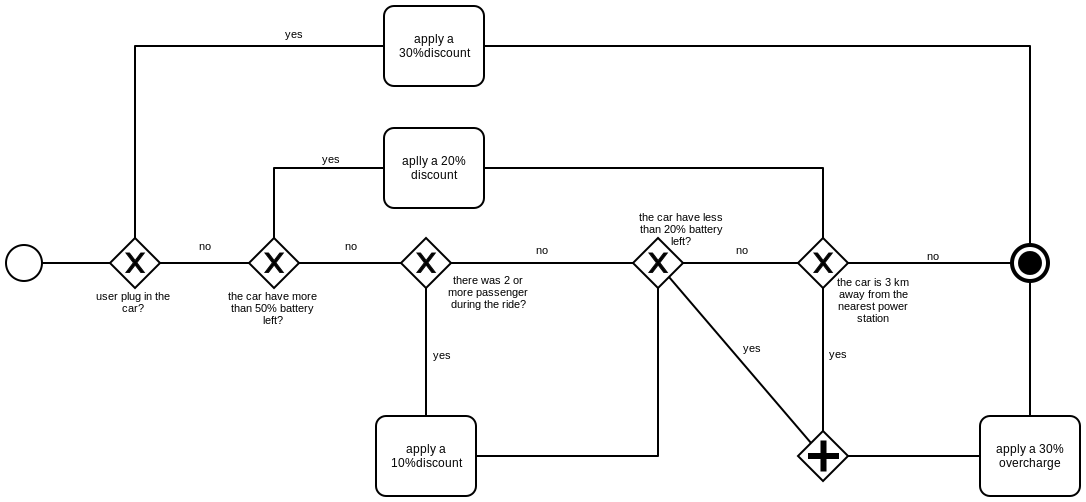 yes
apply a
30%discount
yes
aplly a 20%
discount
no
user plug in the
car?
no
the car have more
than 50% battery
left?
no
there was 2 or
more passenger
during the ride?
yes
apply a
10%discount
the car have less
than 20% battery
left?
no
yes
no
the car is 3 km
away from the
nearest power
station
yes
apply a 30%
overcharge